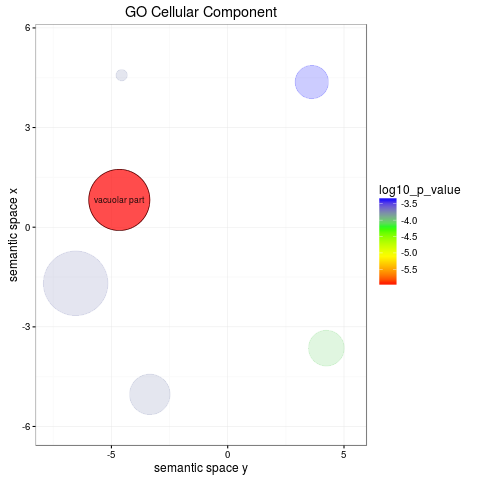 GO Cellular Component
6
3
0
-3
-6
semantic space x
vacuolar part
-5
0
5
semantic space y
log10_p_value
-3.5
-4.0
-4.5
-5.0
-5.5